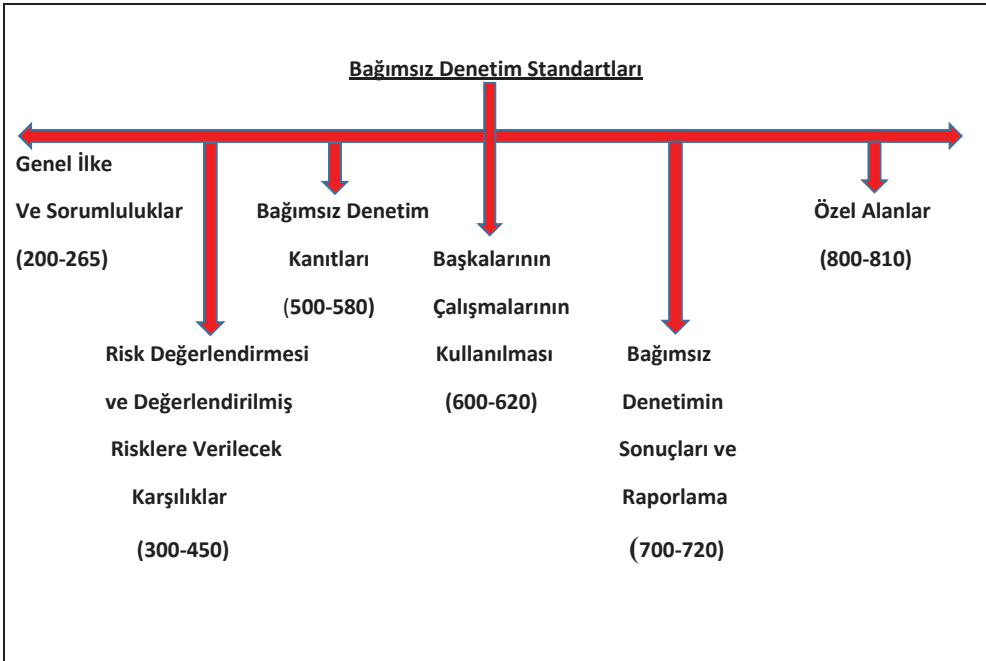 Bağımsız Denetim Standartları
Genel İlke
Ve Sorumluluklar
(200-265)
Risk Değerlendirmesi
ve Değerlendirilmiş
Risklere Verilecek
Karşılıklar
(300-450)
Bağımsız Denetim
Kanıtları
(500-580)
Başkalarının
Çalışmalarının
Kullanılması
(600-620)
Bağımsız
Denetimin
Sonuçları ve
Raporlama
(700-720)
Özel Alanlar
(800-810)